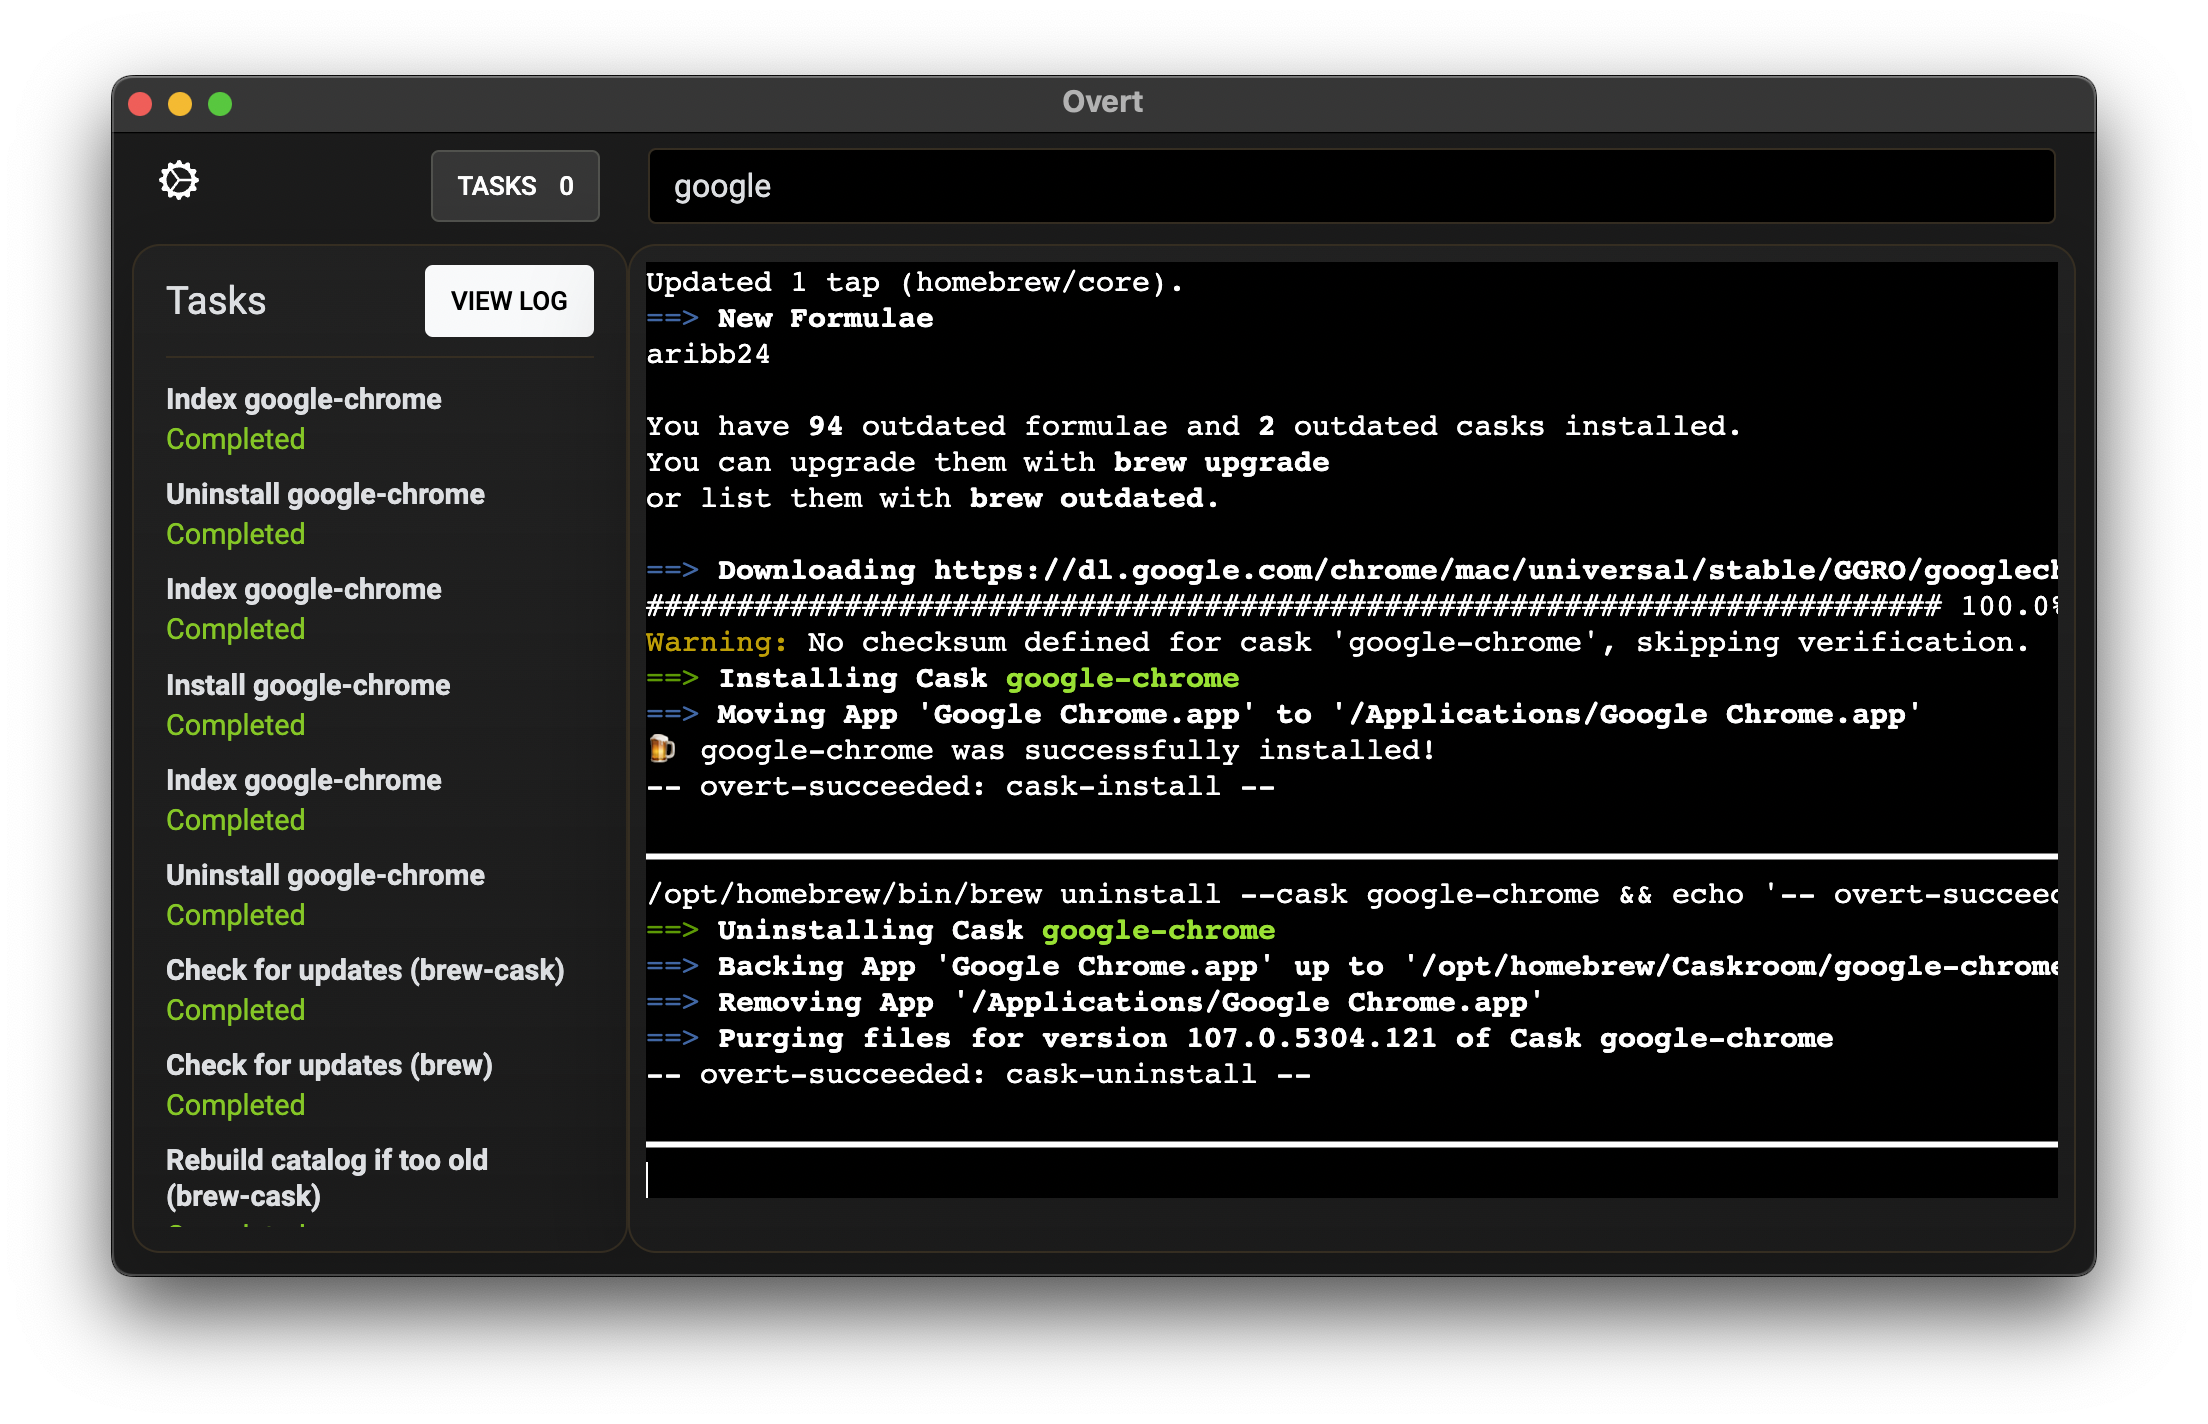 Overt
TASKS 0
google
Tasks
VIEW LOG
Index google-chrome
Completed
Uninstall google-chrome
Completed
Index google-chrome
Completed
Install google-chrome
Completed
Index google-chrome
Completed
Uninstall google-chrome
Completed
Check for updates (brew-cask)
Completed
Check for updates (brew)
Completed
Rebuild catalog if too old
(brew-cask)
Updated 1 tap (homebrew/core).
==> New Formulae
aribb24
You have 94 outdated formulae and 2 outdated casks installed.
You can upgrade them with brew upgrade
or list them with brew outdated.
==> Downloading https://dl.google.com/chrome/mac/universal/stable/GGRO/googlech
######################################################################## 100.0%
Warning: No checksum defined for cask 'google-chrome', skipping verification.
==> Installing Cask google-chrome
==> Moving App 'Google Chrome.app' to '/Applications/Google Chrome.app'
🍺 google-chrome was successfully installed!
-- overt-succeeded: cask-install --
/opt/homebrew/bin/brew uninstall --cask google-chrome && echo '-- overt-succeed
==> Uninstalling Cask google-chrome
==> Backing App 'Google Chrome.app' up to '/opt/homebrew/Caskroom/google-chrome
==> Removing App '/Applications/Google Chrome.app'
==> Purging files for version 107.0.5304.121 of Cask google-chrome
-- overt-succeeded: cask-uninstall --